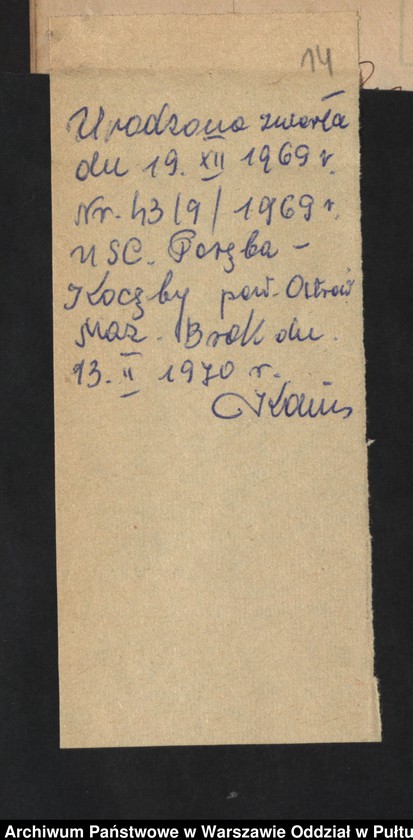 14
Urodzona zmarła
dn 19. XII 1969 r.
Nr. 43/9/1969 r.
USC. Poręba -
Koczby pow. Ostrów
Maz. Brok dn.
13. II 1970 r.
Archiwum Państwowe w Warszawie Oddział w Pułtu